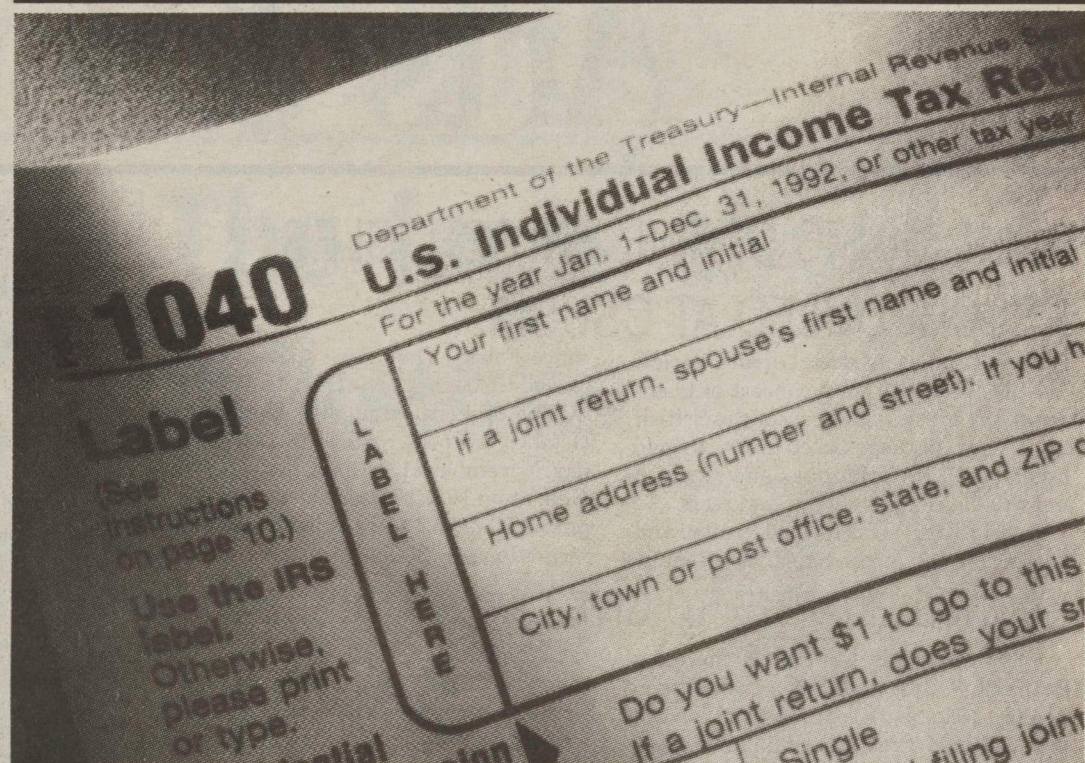 Department of the Treasury—Internal Revenue
U.S. Individual Income Tax Retu
1040
For the year Jan. 1–Dec. 31, 1992, or other tax year
Label
(See
instructions
on page 10.)
Use the IRS
label.
Otherwise,
please print
or type.
LABEL HERE
Your first name and initial
If a joint return, spouse's first name and initial
Home address (number and street). If you h
City, town or post office, state, and ZIP
Do you want $1 to go to this
If a joint return, does your s
Single
filing joint